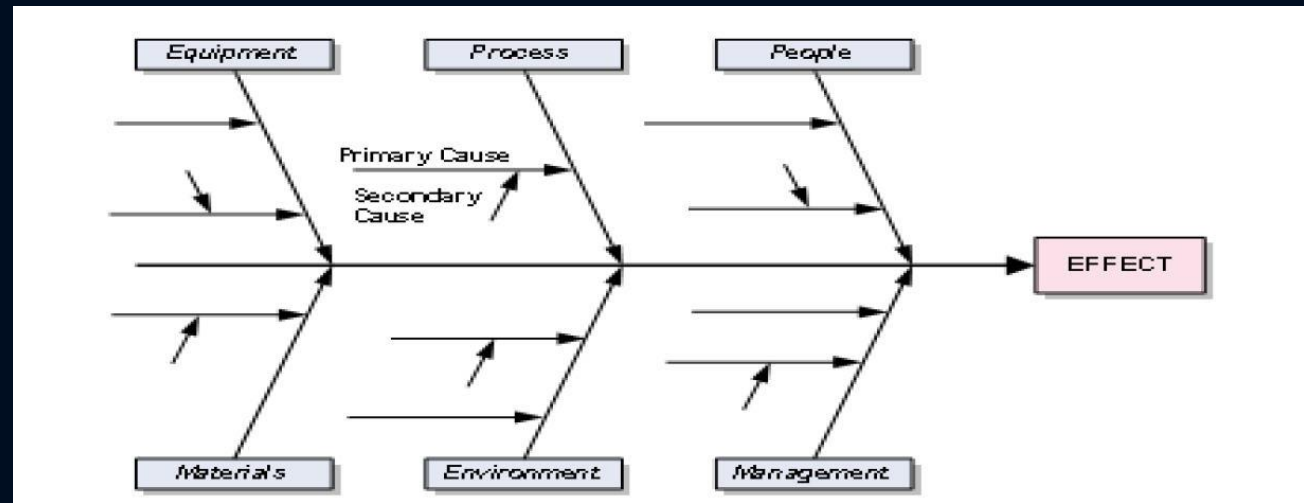 Equipment
Process
People
Primary Cause
Secondary
Cause
EFFECT
Materials
Environment
Management